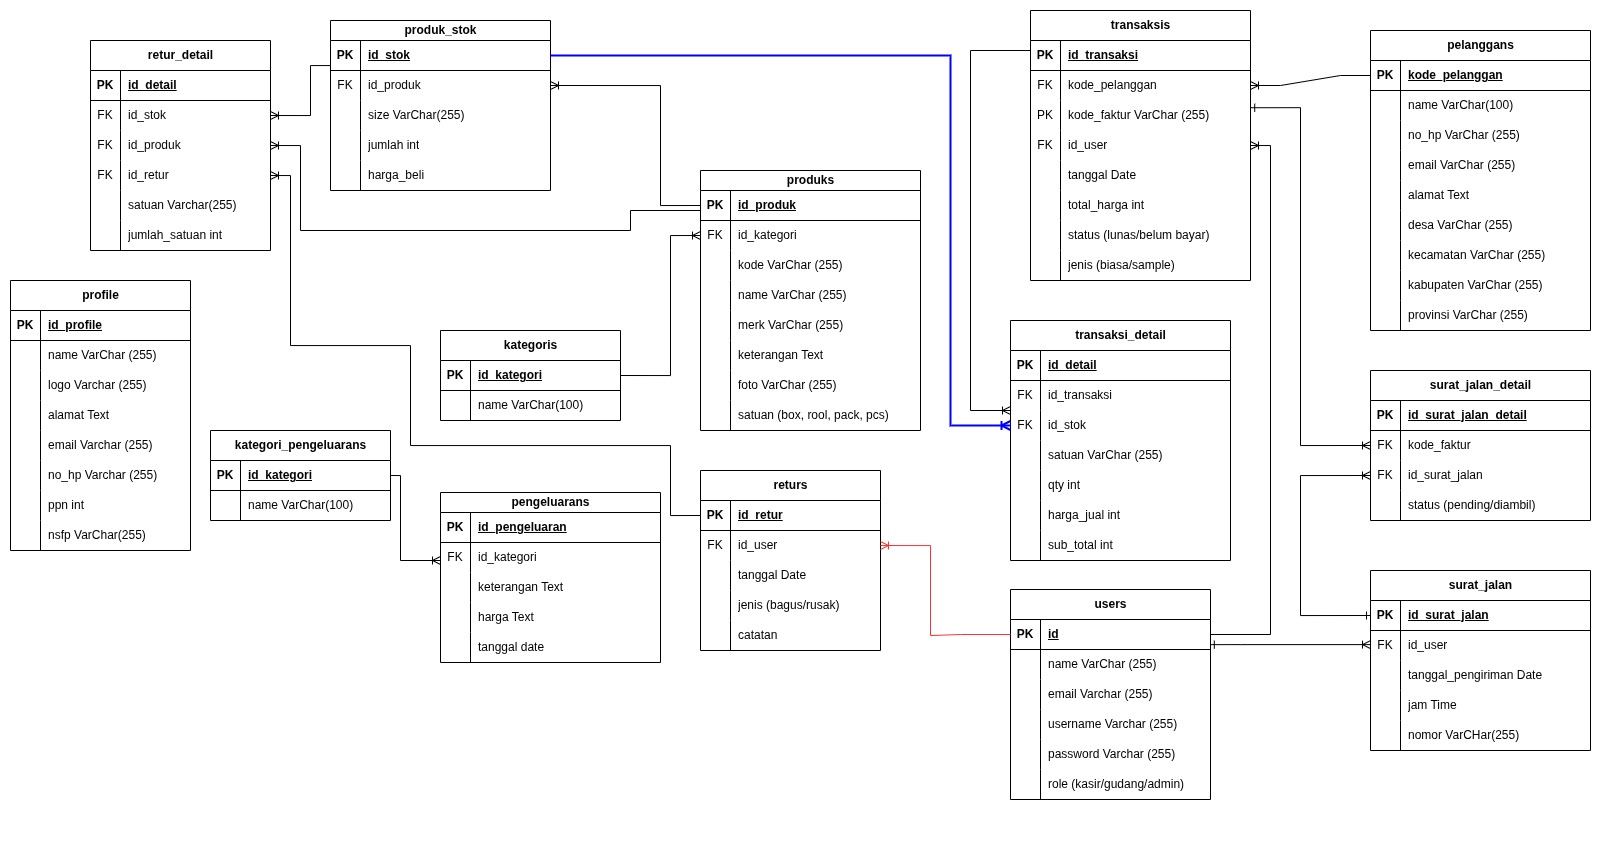 retur_detail
PK id_detail
FK id_stok
FK id_produk
FK id_retur
satuan Varchar(255)
jumlah_satuan int
produk_stok
PK id_stok
FK id_produk
size VarChar(255)
jumlah int
harga_beli
transaksis
PK id_transaksi
FK kode_pelanggan
PK kode_faktur VarChar (255)
FK id_user
tanggal Date
total_harga int
status (lunas/belum bayar)
jenis (biasa/sample)
pelanggans
PK kode_pelanggan
name VarChar(100)
no_hp VarChar (255)
email VarChar (255)
alamat Text
desa VarChar (255)
kecamatan VarChar (255)
kabupaten VarChar (255)
provinsi VarChar (255)
produks
PK id_produk
FK id_kategori
kode VarChar (255)
name VarChar (255)
merk VarChar (255)
keterangan Text
foto VarChar (255)
satuan (box, rool, pack, pcs)
profile
PK id_profile
name VarChar (255)
logo Varchar (255)
alamat Text
email Varchar (255)
no_hp Varchar (255)
ppn int
nsfp VarChar(255)
kategoris
PK id_kategori
name VarChar(100)
transaksi_detail
PK id_detail
FK id_transaksi
FK id_stok
satuan VarChar (255)
qty int
harga_jual int
sub_total int
surat_jalan_detail
PK id_surat_jalan_detail
FK kode_faktur
FK id_surat_jalan
status (pending/diambil)
kategori_pengeluarans
PK id_kategori
name VarChar(100)
pengeluarans
PK id_pengeluaran
FK id_kategori
keterangan Text
harga Text
tanggal date
returs
PK id_retur
FK id_user
tanggal Date
jenis (bagus/rusak)
catatan
users
PK id
name VarChar (255)
email Varchar (255)
username Varchar (255)
password Varchar (255)
role (kasir/gudang/admin)
surat_jalan
PK id_surat_jalan
FK id_user
tanggal_pengiriman Date
jam Time
nomor VarCHar(255)